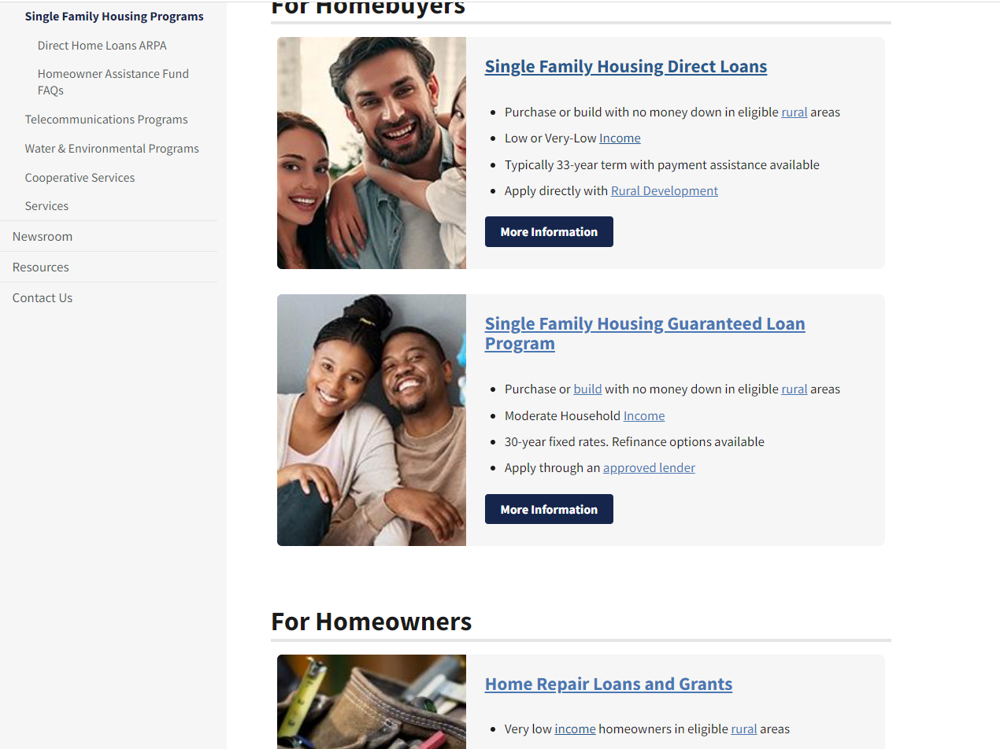 Single Family Housing Programs
Direct Home Loans ARPA
Homeowner Assistance Fund
FAQs
Telecommunications Programs
Water & Environmental Programs
Cooperative Services
Services
Newsroom
Resources
Contact Us
For Homebuyers
Single Family Housing Direct Loans
Purchase or build with no money down in eligible rural areas
Low or Very-Low Income
Typically 33-year term with payment assistance available
Apply directly with Rural Development
More Information
Single Family Housing Guaranteed Loan
Program
Purchase or build with no money down in eligible rural areas
Moderate Household Income
30-year fixed rates. Refinance options available
Apply through an approved lender
More Information
For Homeowners
Home Repair Loans and Grants
Very low income homeowners in eligible rural areas